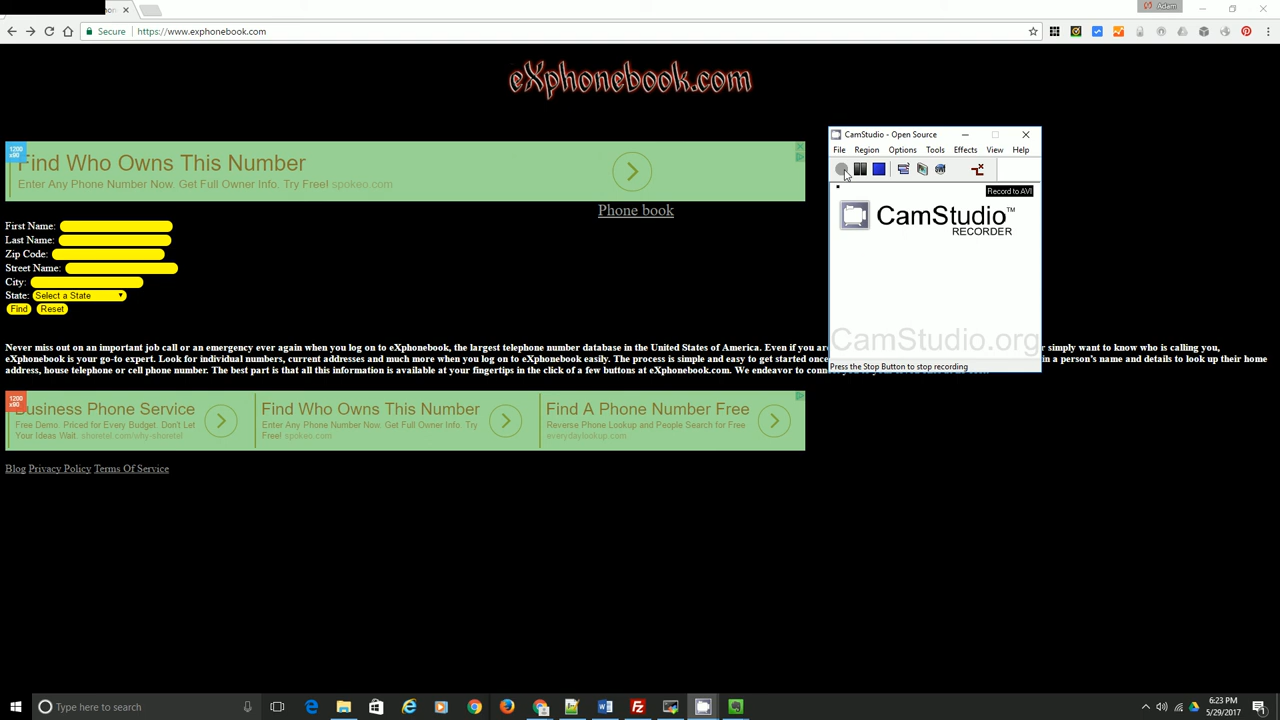 Adam
Secure https://www.exphonebook.com
eXphonebook.com
1200
x90
Find Who Owns This Number
Enter Any Phone Number Now. Get Full Owner Info. Try Free! spokeo.com
Phone book
First Name:
Last Name:
Zip Code:
Street Name:
City:
State: Select a State
Find Reset
CamStudio - Open Source
File Region Options Tools Effects View Help
Record to AVI
CamStudio™
RECORDER
CamStudio.org
Press the Stop Button to stop recording
Never miss out on an important job call or an emergency ever again when you log on to eXphonebook, the largest telephone number database in the United States of America. Even if you are r simply want to know who is calling you,
eXphonebook is your go-to expert. Look for individual numbers, current addresses and much more when you log on to eXphonebook easily. The process is simple and easy to get started once in a person's name and details to look up their home
address, house telephone or cell phone number. The best part is that all this information is available at your fingertips in the click of a few buttons at eXphonebook.com. We endeavor to
1200
x90
Business Phone Service
Free Demo. Priced for Every Budget. Don't Let
Your Ideas Wait. shoretel.com/why-shoretel
Find Who Owns This Number
Enter Any Phone Number Now. Get Full Owner Info. Try
Free! spokeo.com
Find A Phone Number Free
Reverse Phone Lookup and People Search for Free
everydaylookup.com
Blog Privacy Policy Terms Of Service
Type here to search
6:23 PM
5/29/2017